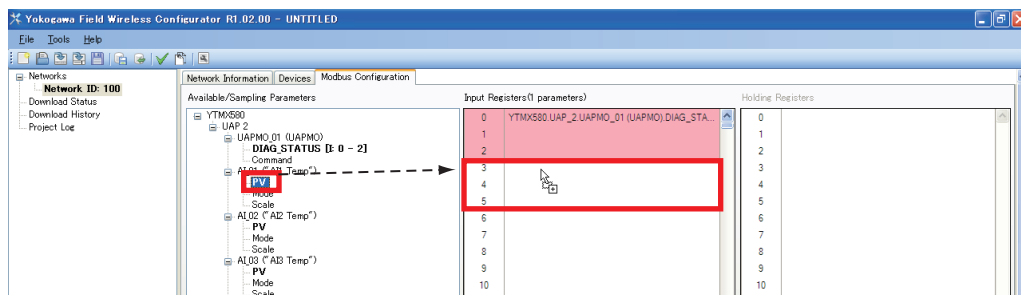 Yokogawa Field Wireless Configurator R1.02.00 - UNTITLED
File Tools Help
Networks
Network ID: 100
Download Status
Download History
Project Log
Network Information Devices Modbus Configuration
Available/Sampling Parameters
YTMX580
UAP 2
UAPMO_01 (UAPMO)
DIAG_STATUS [I: 0 - 2]
Command
AI_01 ("AI1 Temp")
PV
Mode
Scale
AI_02 ("AI2 Temp")
PV
Mode
Scale
AI_03 ("AI3 Temp")
PV
Mode
Scale
Input Registers(1 parameters)
0 YTMX580.UAP_2.UAPMO_01 (UAPMO).DIAG_STA...
1
2
3
4
5
6
7
8
9
10
Holding Registers
0
1
2
3
4
5
6
7
8
9
10